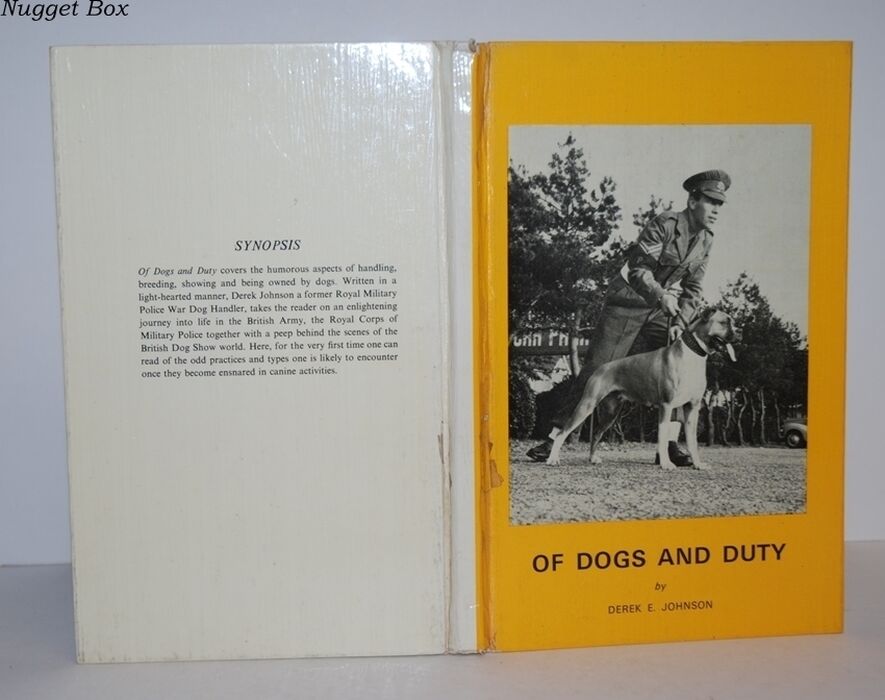 Nugget Box
SYNOPSIS
Of Dogs and Duty covers the humorous aspects of handling,
breeding, showing and being owned by dogs. Written in a
light-hearted manner, Derek Johnson a former Royal Military
Police War Dog Handler, takes the reader on an enlightening
journey into life in the British Army, the Royal Corps of
Military Police together with a peep behind the scenes of the
British Dog Show world. Here, for the very first time one can
read of the odd practices and types one is likely to encounter
once they become ensnared in canine activities.
OF DOGS AND DUTY
by
DEREK E. JOHNSON